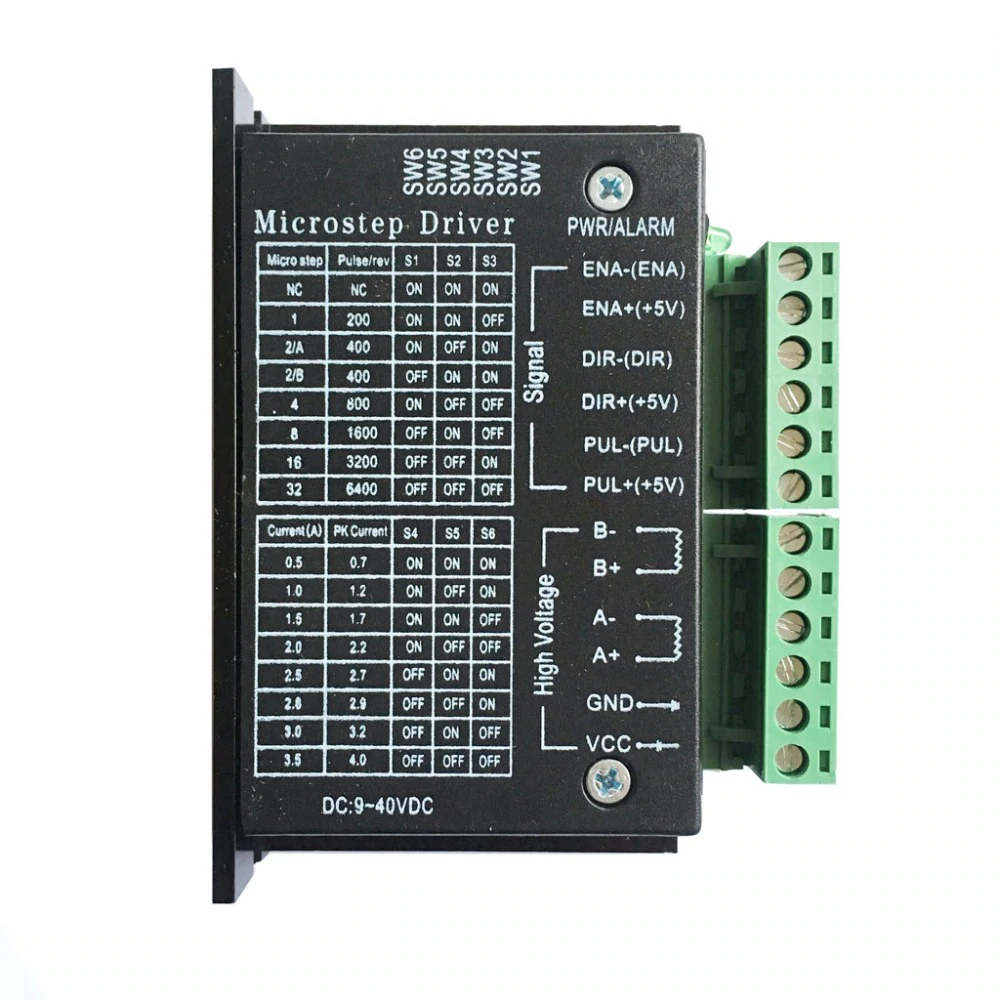 SW6
SW5
SW4
SW3
SW2
SW1
Microstep Driver
PWR/ALARM
Micro step Pulse/rev S1 S2 S3
NC NC ON ON ON
1 200 ON ON OFF
2/A 400 ON OFF ON
2/B 400 OFF ON ON
4 800 ON OFF OFF
8 1600 OFF ON OFF
16 3200 OFF OFF ON
32 6400 OFF OFF OFF
Signal
ENA-(ENA)
ENA+(+5V)
DIR-(DIR)
DIR+(+5V)
PUL-(PUL)
PUL+(+5V)
Current(A) PK Current S4 S5 S6
0.5 0.7 ON ON ON
1.0 1.2 ON OFF ON
1.5 1.7 ON ON OFF
2.0 2.2 ON OFF OFF
2.5 2.7 OFF ON ON
2.8 2.9 OFF OFF ON
3.0 3.2 OFF ON OFF
3.5 4.0 OFF OFF OFF
High Voltage
B-
B+
A-
A+
GND
VCC
DC:9~40VDC